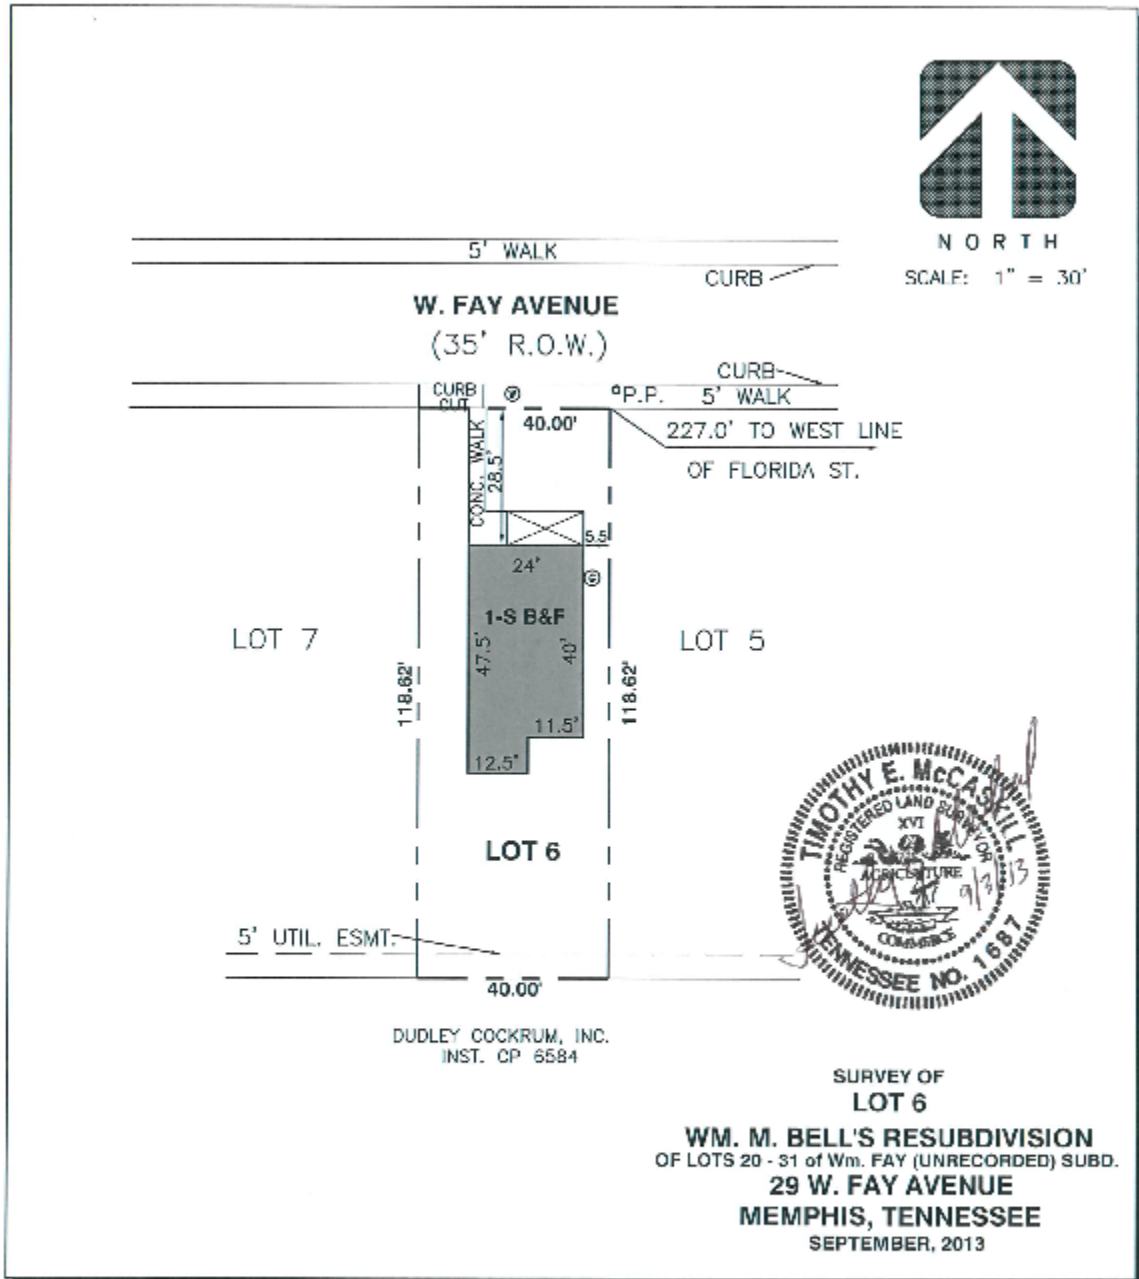 NORTH
SCALE: 1" = 30'
5' WALK
CURB
W. FAY AVENUE
(35' R.O.W.)
CURB
CURB
CUT
P.P.
5' WALK
40.00'
227.0' TO WEST LINE
OF FLORIDA ST.
CONC. WALK
28.5'
5.5
24'
G
1-S B&F
47.5'
40'
LOT 7
LOT 5
118.62'
118.62'
11.5'
12.5'
LOT 6
5' UTIL. ESMT.
40.00'
DUDLEY COCKRUM, INC.
INST. CP 6584
TIMOTHY E. McCASKILL
REGISTERED LAND SURVEYOR
XVI
AGRICULTURE
COMMERCE
TENNESSEE NO. 1687
9/3/13
SURVEY OF
LOT 6
WM. M. BELL'S RESUBDIVISION
OF LOTS 20 - 31 of Wm. FAY (UNRECORDED) SUBD.
29 W. FAY AVENUE
MEMPHIS, TENNESSEE
SEPTEMBER, 2013